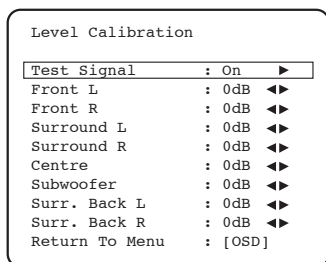 Level Calibration
Test Signal : On ►
Front L : 0dB ◄►
Front R : 0dB ◄►
Surround L : 0dB ◄►
Surround R : 0dB ◄►
Centre : 0dB ◄►
Subwoofer : 0dB ◄►
Surr. Back L : 0dB ◄►
Surr. Back R : 0dB ◄►
Return To Menu : [OSD]